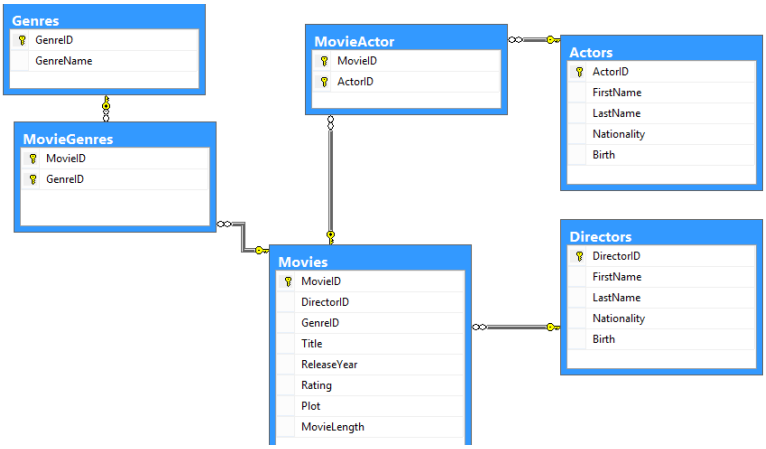 Genres
GenreID
GenreName
MovieGenres
MovieID
GenreID
MovieActor
MovieID
ActorID
Actors
ActorID
FirstName
LastName
Nationality
Birth
Movies
MovieID
DirectorID
GenreID
Title
ReleaseYear
Rating
Plot
MovieLength
Directors
DirectorID
FirstName
LastName
Nationality
Birth